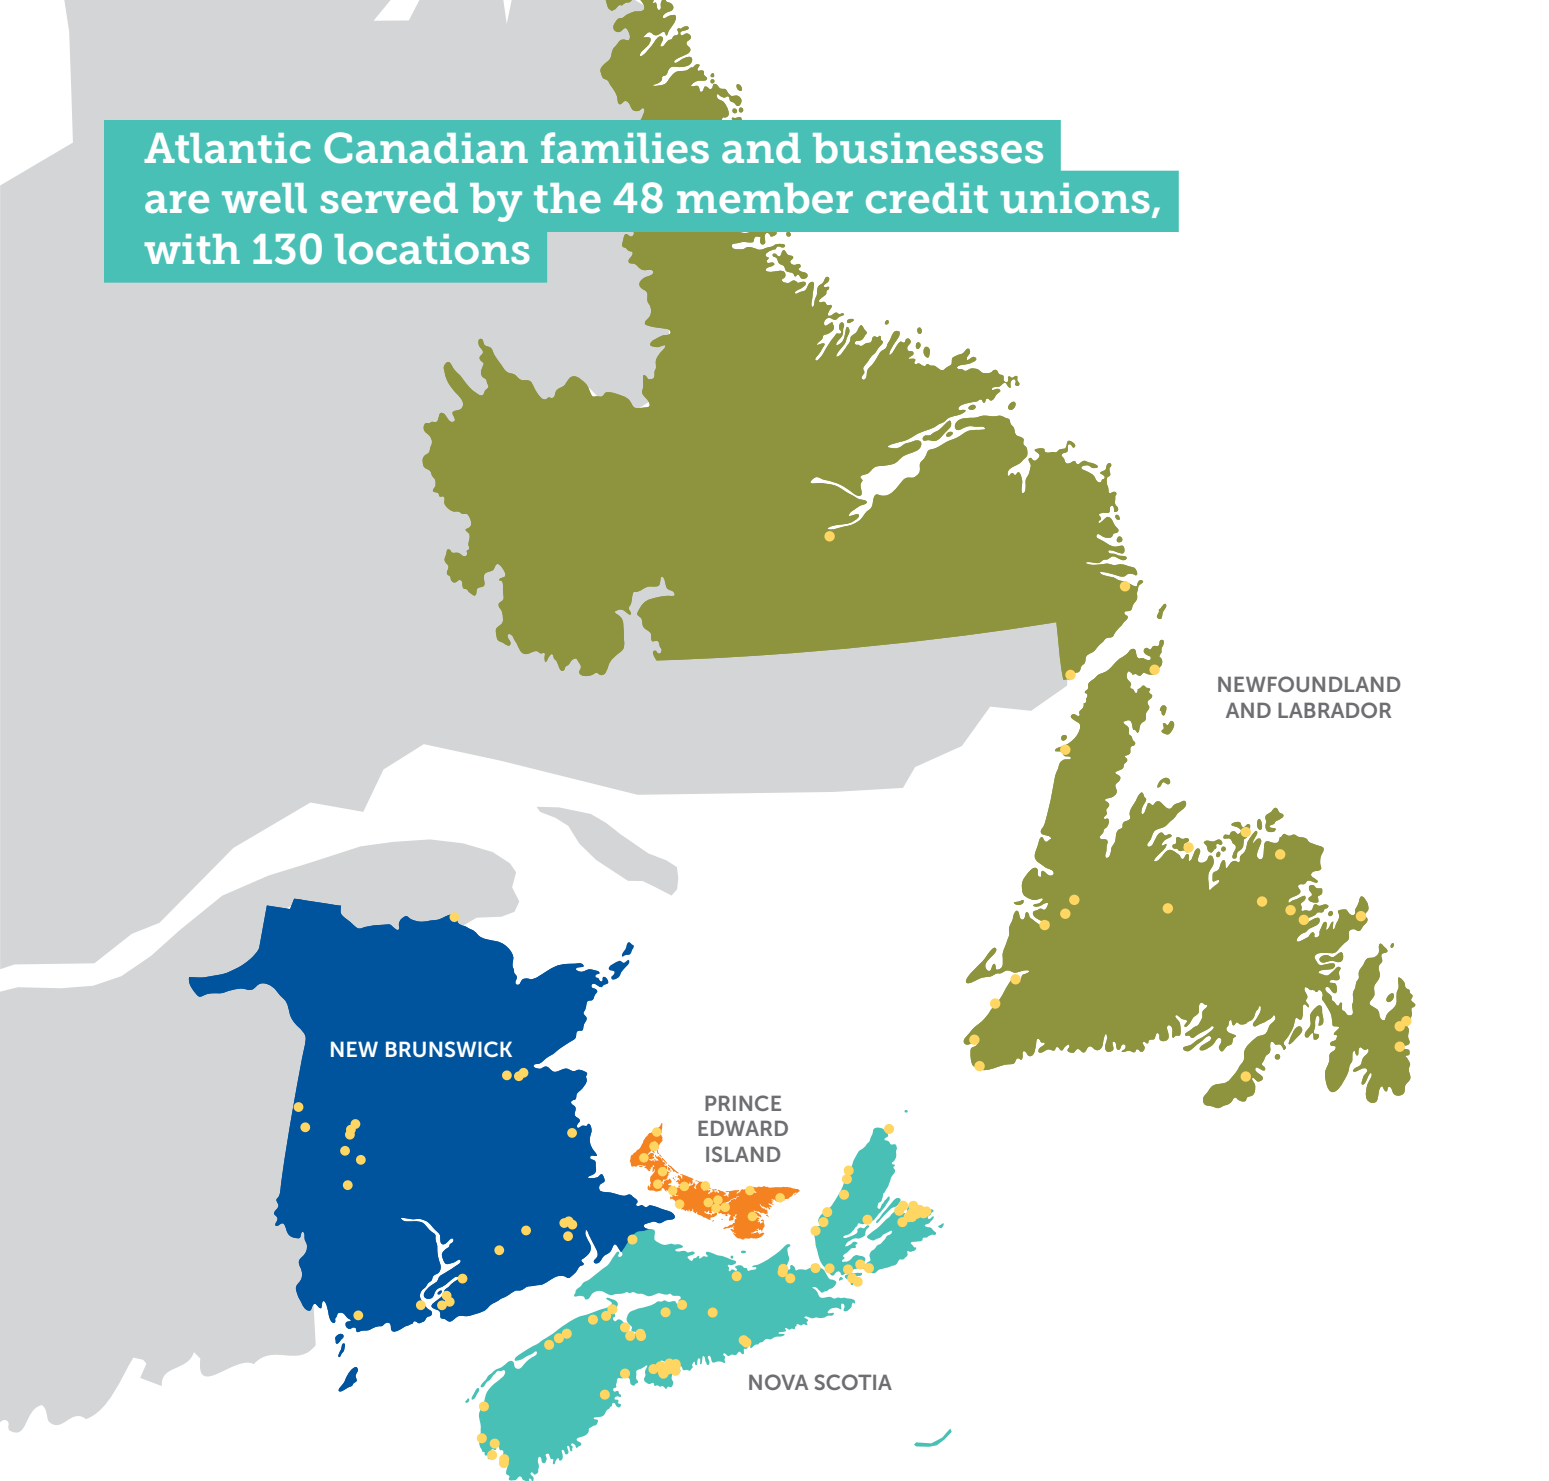 Atlantic Canadian families and businesses
are well served by the 48 member credit unions,
with 130 locations
NEWFOUNDLAND
AND LABRADOR
NEW BRUNSWICK
PRINCE
EDWARD
ISLAND
NOVA SCOTIA